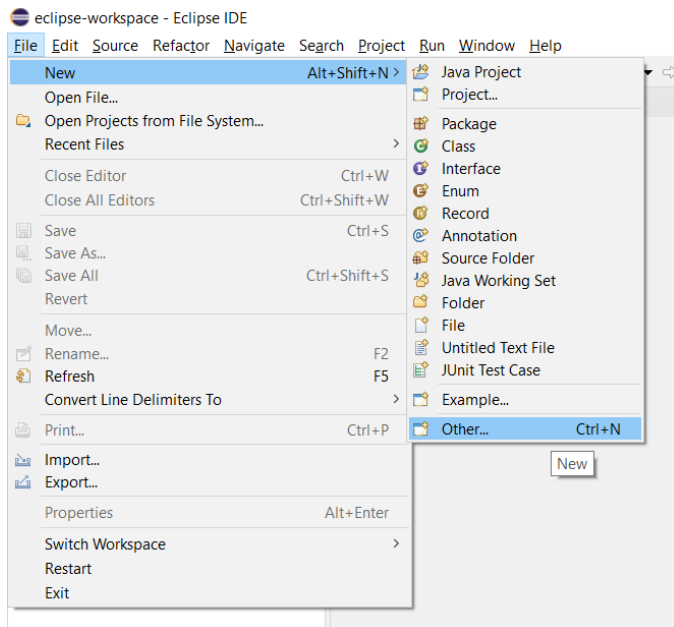 eclipse-workspace - Eclipse IDE
File Edit Source Refactor Navigate Search Project Run Window Help
New Alt+Shift+N >
Open File...
Open Projects from File System...
Recent Files >
Close Editor Ctrl+W
Close All Editors Ctrl+Shift+W
Save Ctrl+S
Save As...
Save All Ctrl+Shift+S
Revert
Move...
Rename... F2
Refresh F5
Convert Line Delimiters To >
Print... Ctrl+P
Import...
Export...
Properties Alt+Enter
Switch Workspace >
Restart
Exit
Java Project
Project...
Package
Class
Interface
Enum
Record
Annotation
Source Folder
Java Working Set
Folder
File
Untitled Text File
JUnit Test Case
Example...
Other... Ctrl+N
New